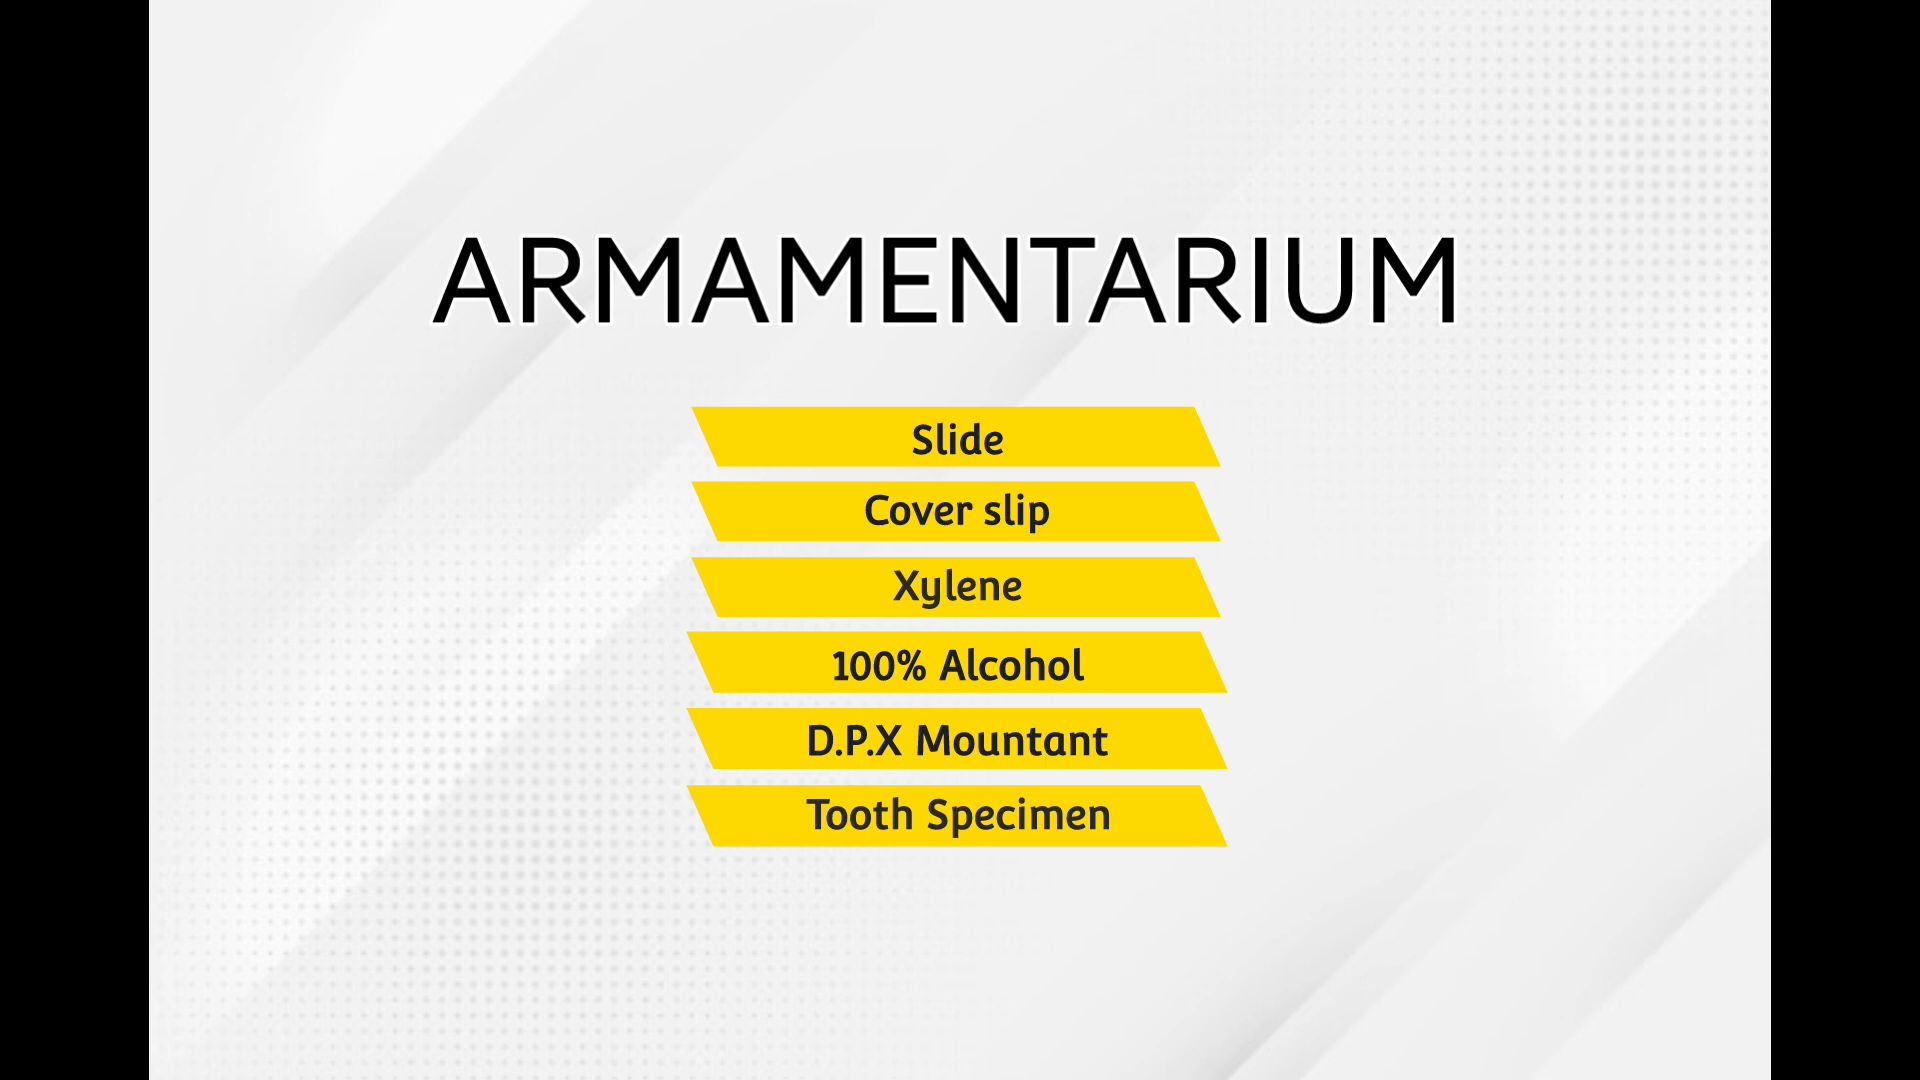 ARMAMENTARIUM
Slide
Cover slip
Xylene
100% Alcohol
D.P.X Mountant
Tooth Specimen